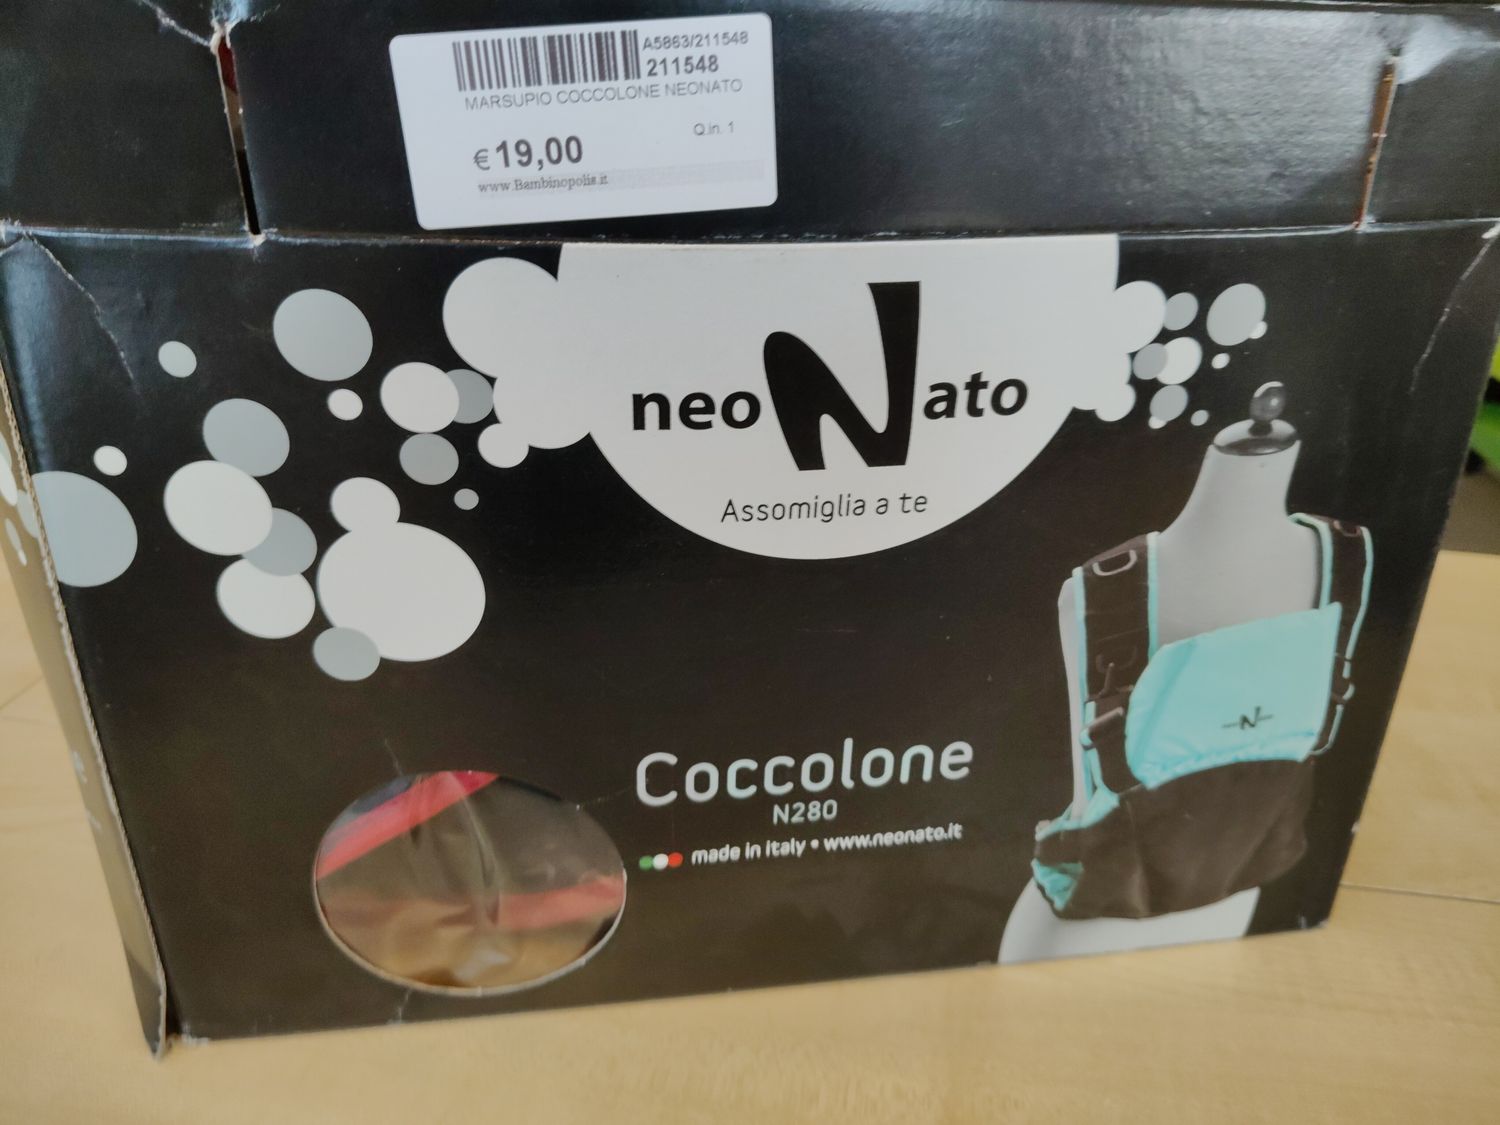 A5863/211548
211548
MARSUPIO COCCOLONE NEONATO
Q.in. 1
€ 19,00
www.Bambinopolis.it
neoNato
Assomiglia a te
Coccolone
N280
made in Italy • www.neonato.it